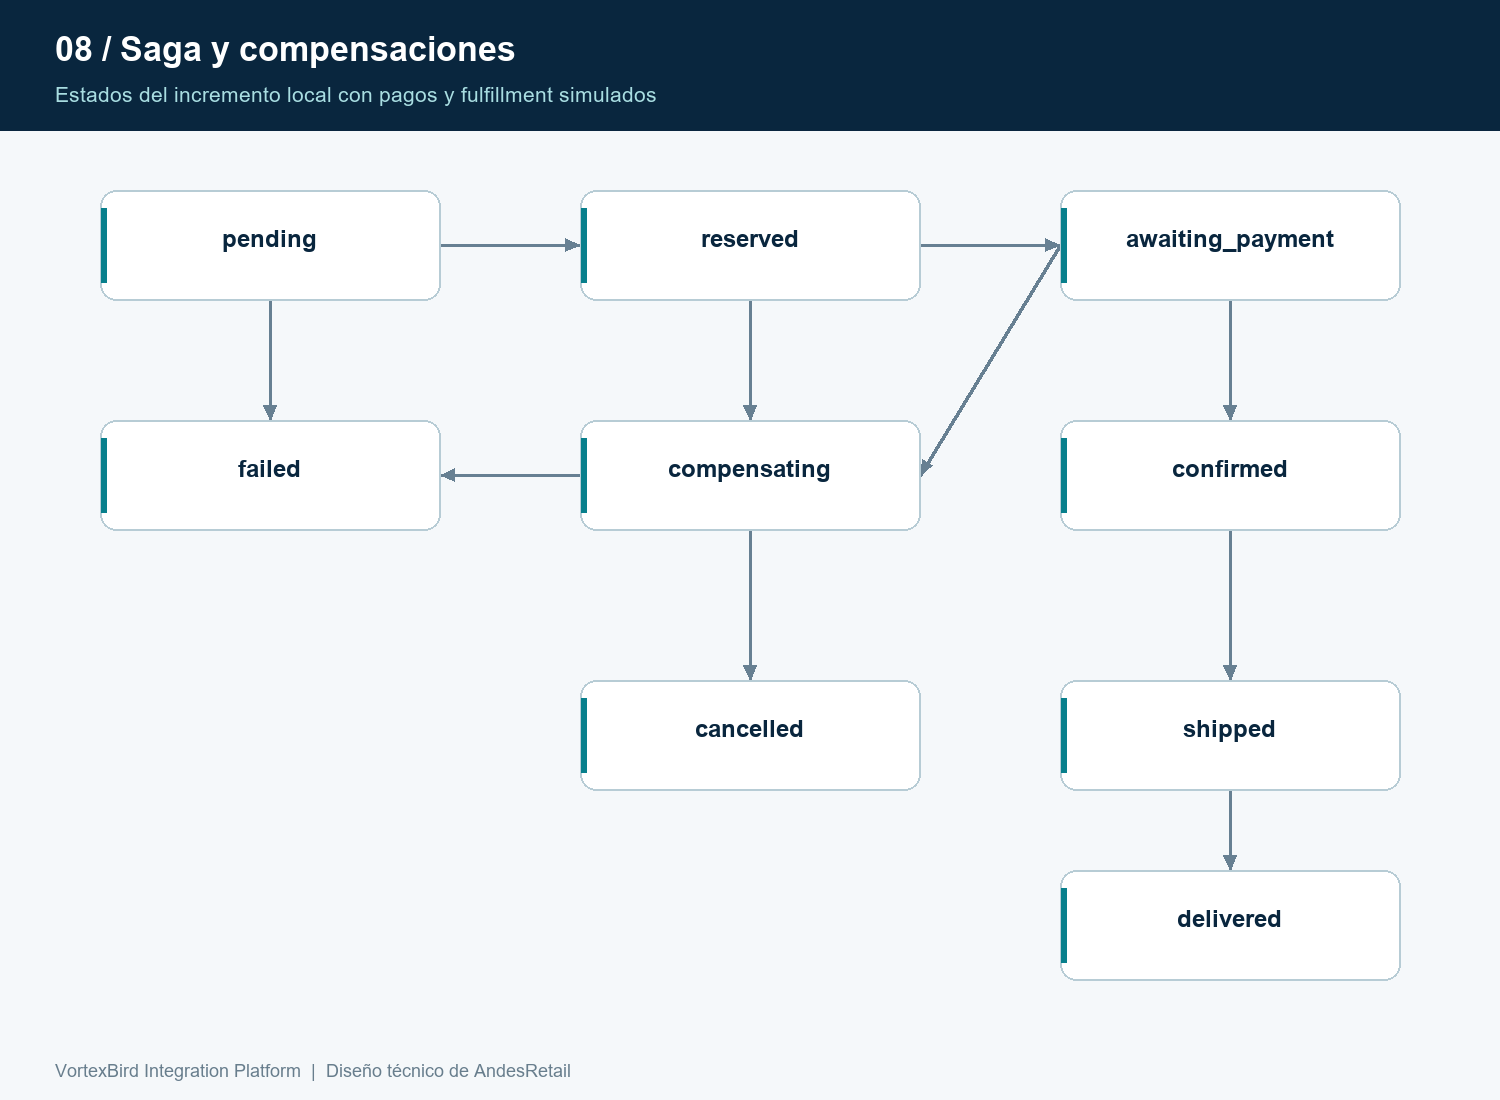 08 / Saga y compensaciones
Estados del incremento local con pagos y fulfillment simulados
pending
reserved
awaiting_payment
failed
compensating
confirmed
cancelled
shipped
delivered
VortexBird Integration Platform | Diseño técnico de AndesRetail